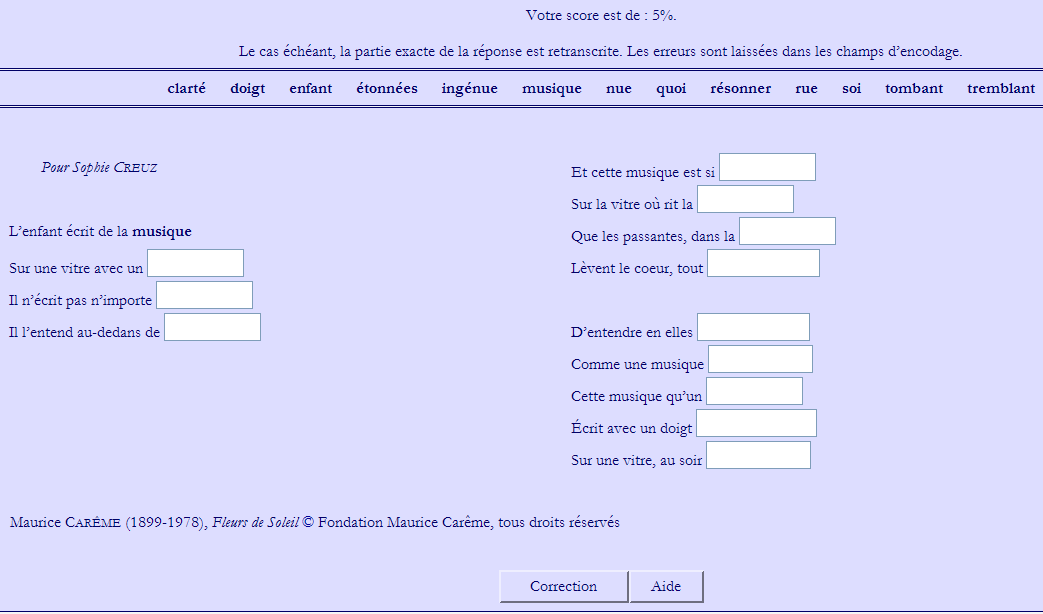 Votre score est de : 5%.
Le cas échéant, la partie exacte de la réponse est retranscrite. Les erreurs sont laissées dans les champs d'encodage.
clarté doigt enfant étonnées ingénue musique nue quoi résonner rue soi tombant tremblant
Pour Sophie CREUZ
L'enfant écrit de la musique
Sur une vitre avec un
Il n'écrit pas n'importe
Il l'entend au-dedans de
Et cette musique est si
Sur la vitre où rit la
Que les passantes, dans la
Lèvent le coeur, tout
D'entendre en elles
Comme une musique
Cette musique qu'un
Écrit avec un doigt
Sur une vitre, au soir
Maurice CARÊME (1899-1978), Fleurs de Soleil © Fondation Maurice Carême, tous droits réservés
Correction Aide